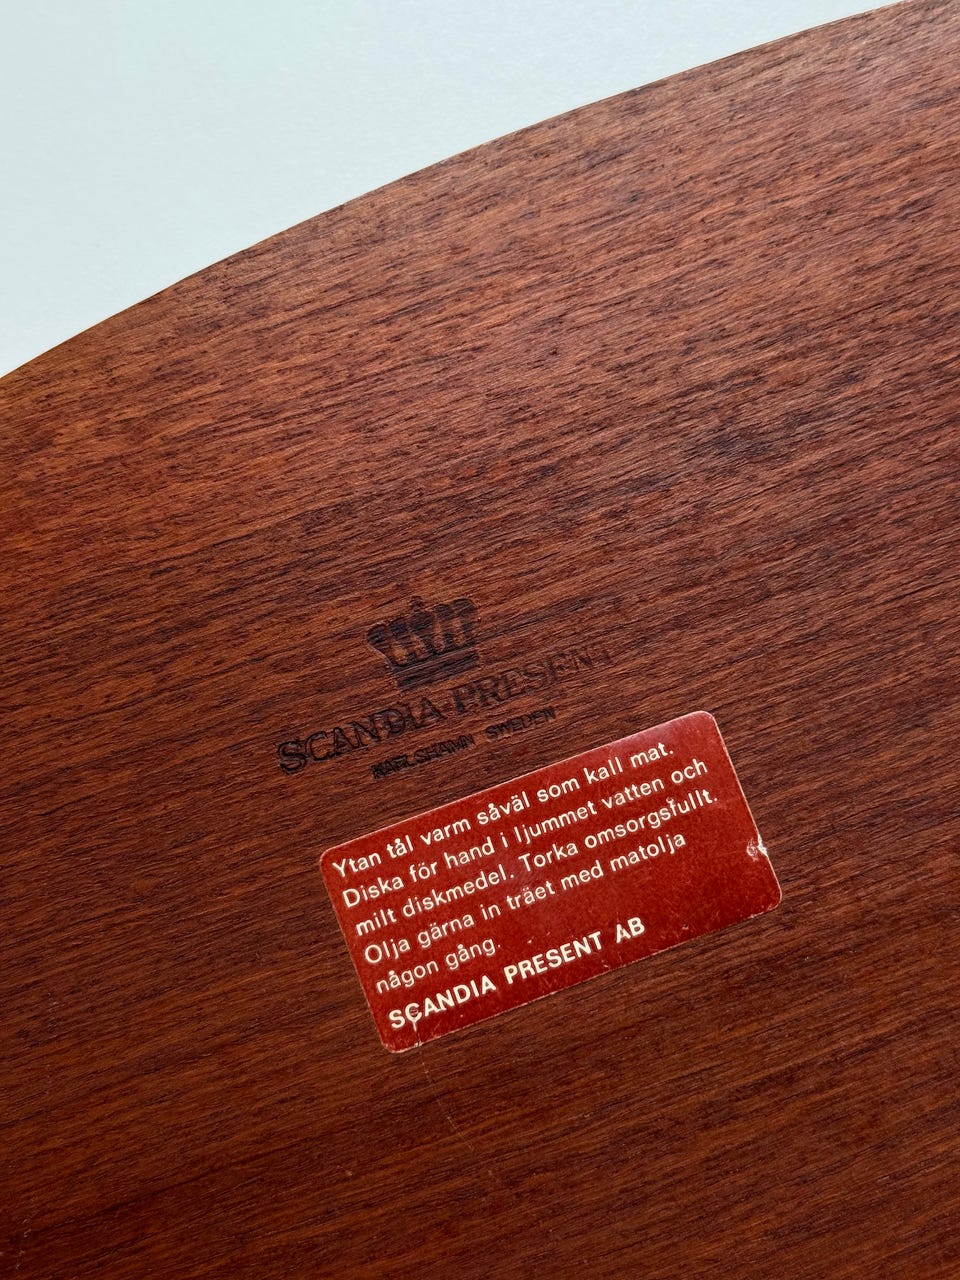 SCANDIA PRESENT
KARLSHAMN SWEDEN
Ytan tål varm såväl som kall mat.
Diska för hand i ljummet vatten och
milt diskmedel. Torka omsorgsfullt.
Olja gärna in träet med matolja
någon gång.
SCANDIA PRESENT AB